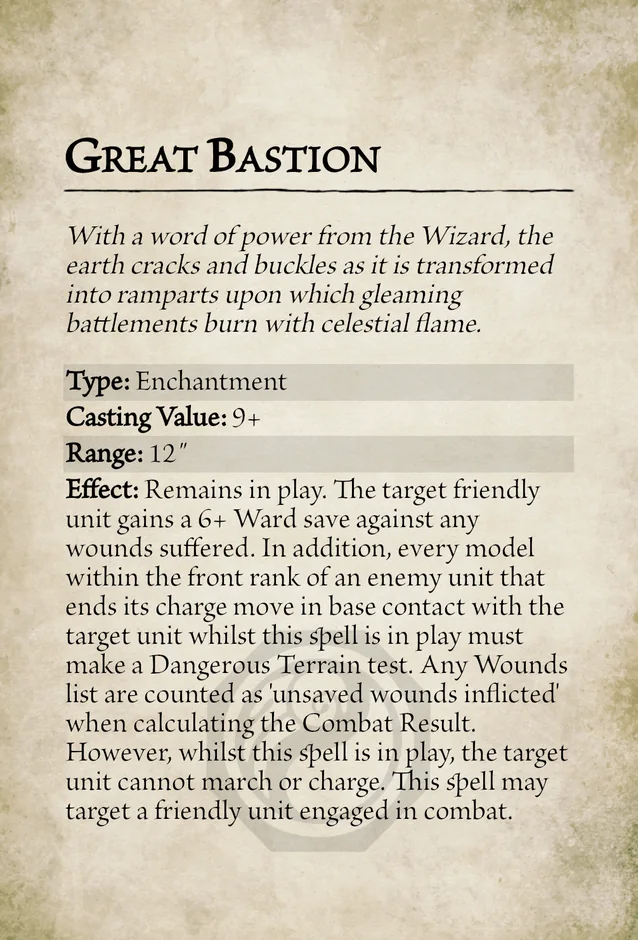 Great Bastion
With a word of power from the Wizard, the
earth cracks and buckles as it is transformed
into ramparts upon which gleaming
battlements burn with celestial flame.
Type: Enchantment
Casting Value: 9+
Range: 12"
Effect: Remains in play. The target friendly
unit gains a 6+ Ward save against any
wounds suffered. In addition, every model
within the front rank of an enemy unit that
ends its charge move in base contact with the
target unit whilst this spell is in play must
make a Dangerous Terrain test. Any Wounds
list are counted as 'unsaved wounds inflicted'
when calculating the Combat Result.
However, whilst this spell is in play, the target
unit cannot march or charge. This spell may
target a friendly unit engaged in combat.